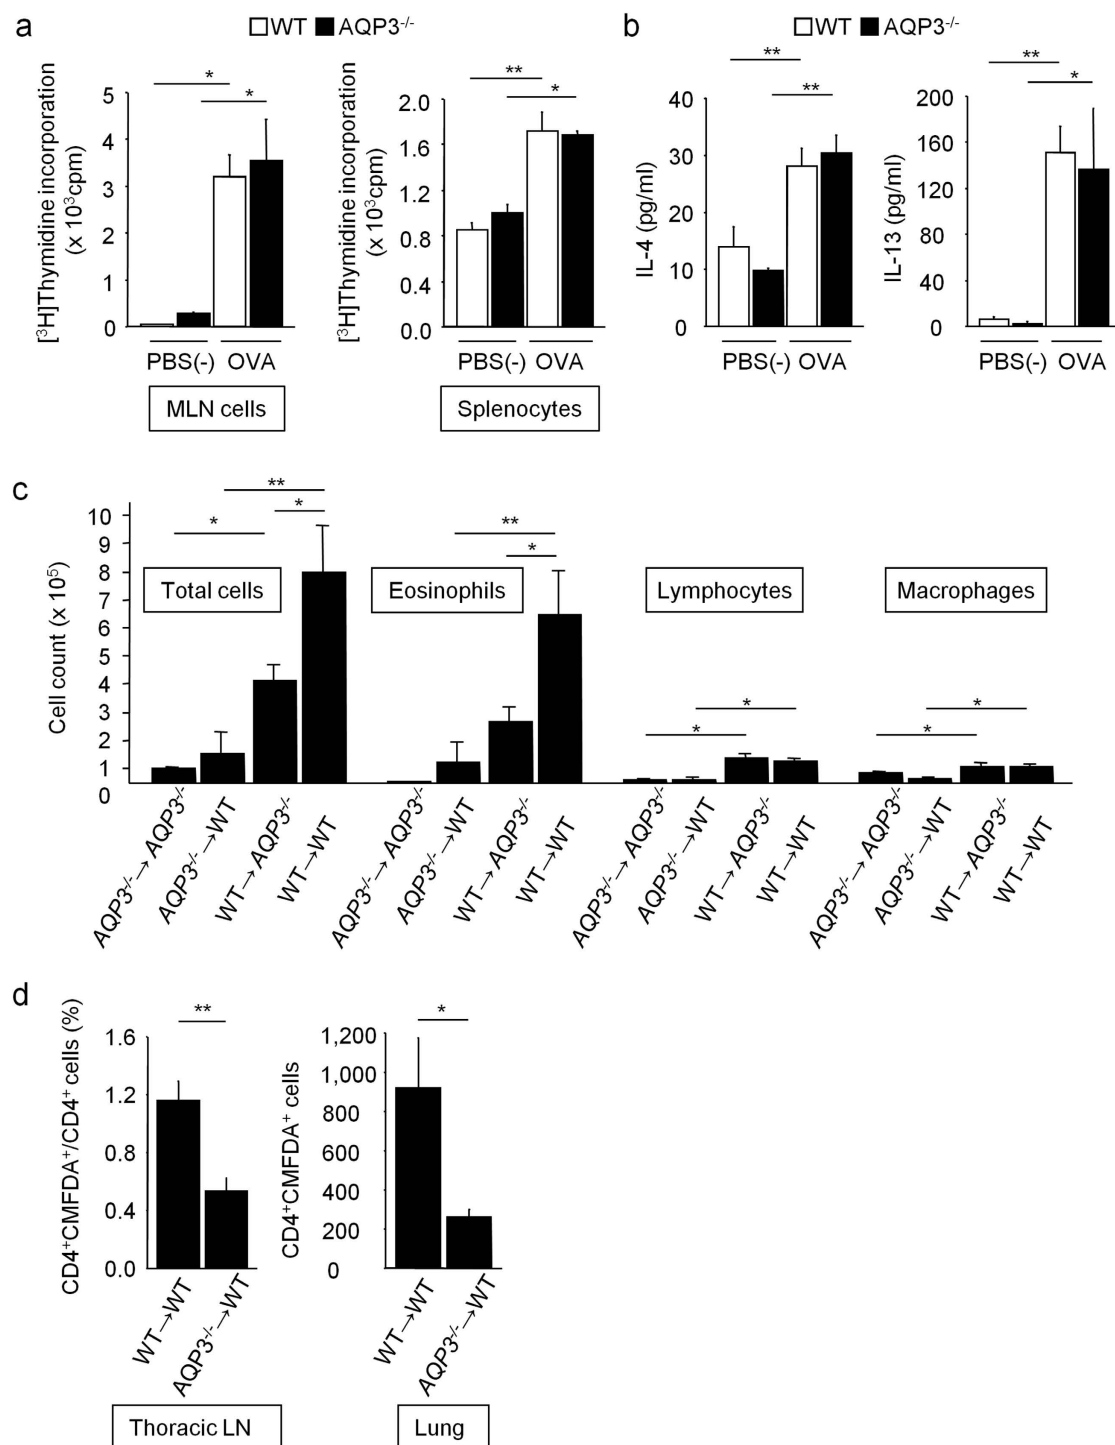 a
WT AQP3-/-
[3H]Thymidine incorporation
(x 10³cpm)
5
4
3
2
1
0
*
*
PBS(-) OVA
MLN cells
[3H]Thymidine incorporation
(x 10³cpm)
2.0
1.6
1.2
0.8
0.4
0.0
**
*
PBS(-) OVA
Splenocytes
b
WT AQP3-/-
IL-4 (pg/ml)
40
30
20
10
0
**
**
PBS(-) OVA
IL-13 (pg/ml)
200
160
120
80
40
0
**
*
PBS(-) OVA
c
Cell count (x 10⁵)
10
9
8
7
6
5
4
3
2
1
0
**
*
*
Total cells
**
*
Eosinophils
Lymphocytes
*
*
Macrophages
*
*
AQP3-/-→AQP3-/-
AQP3-/-→WT
WT→AQP3-/-
WT→WT
AQP3-/-→AQP3-/-
AQP3-/-→WT
WT→AQP3-/-
WT→WT
AQP3-/-→AQP3-/-
AQP3-/-→WT
WT→AQP3-/-
WT→WT
AQP3-/-→AQP3-/-
AQP3-/-→WT
WT→AQP3-/-
WT→WT
d
CD4+CMFDA+/CD4+ cells (%)
1.6
1.2
0.8
0.4
0.0
**
WT→WT
AQP3-/-→WT
Thoracic LN
CD4+CMFDA+ cells
1,200
1,000
800
600
400
200
0
*
WT→WT
AQP3-/-→WT
Lung